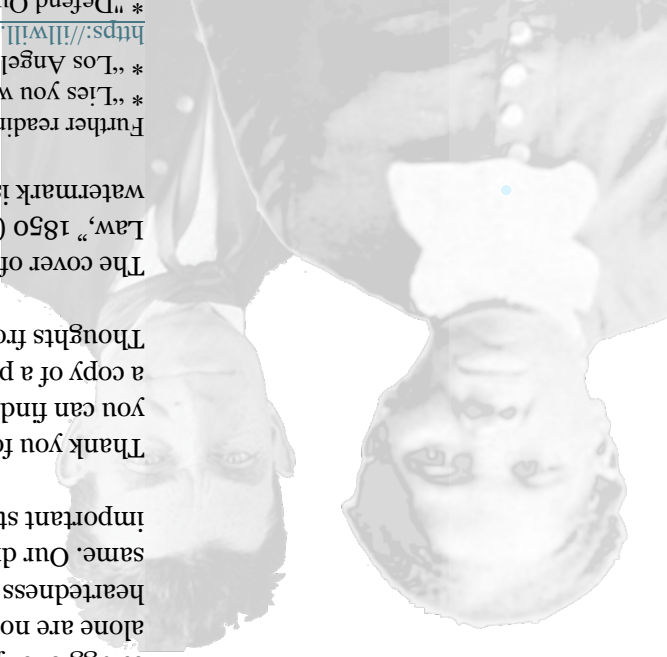 alone are no
heartedness
same. Our d
important st
Thank you fo
you can find
a copy of a p
Thoughts fro
The cover of
Law,” 1850 (
watermark i
Further readin
* “Lies you w
* “Los Angel
https://illwill.
* "Defend Ou